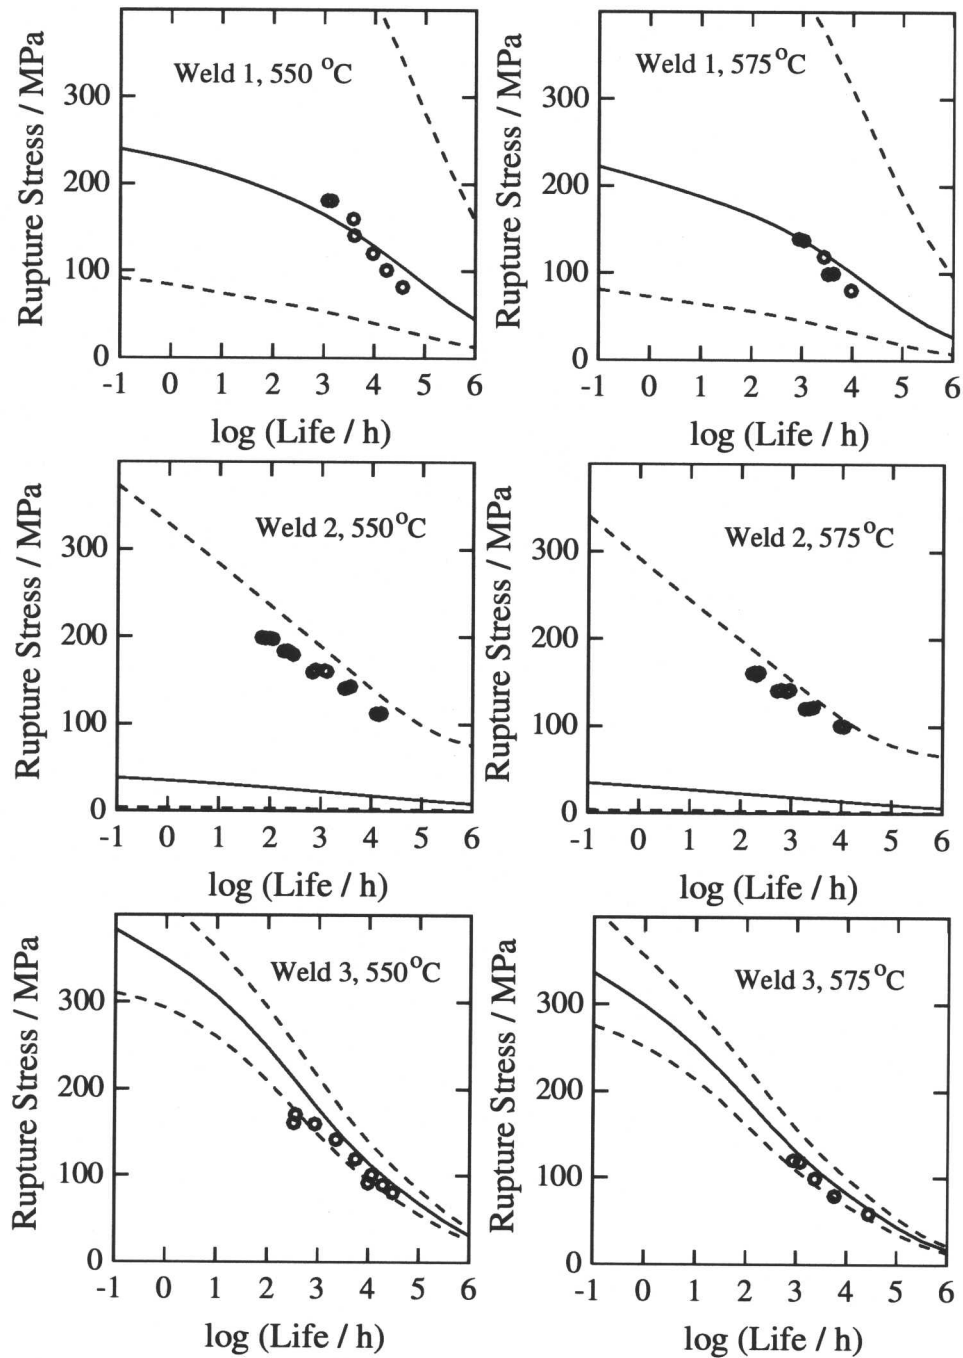 Weld 1, 550 °C
Rupture Stress / MPa
300
200
100
0
-1 0 1 2 3 4 5 6
log (Life / h)
Weld 1, 575°C
Rupture Stress / MPa
300
200
100
0
-1 0 1 2 3 4 5 6
log (Life / h)
Weld 2, 550°C
Rupture Stress / MPa
300
200
100
0
-1 0 1 2 3 4 5 6
log (Life / h)
Weld 2, 575°C
Rupture Stress / MPa
300
200
100
0
-1 0 1 2 3 4 5 6
log (Life / h)
Weld 3, 550°C
Rupture Stress / MPa
300
200
100
0
-1 0 1 2 3 4 5 6
log (Life / h)
Weld 3, 575°C
Rupture Stress / MPa
300
200
100
0
-1 0 1 2 3 4 5 6
log (Life / h)